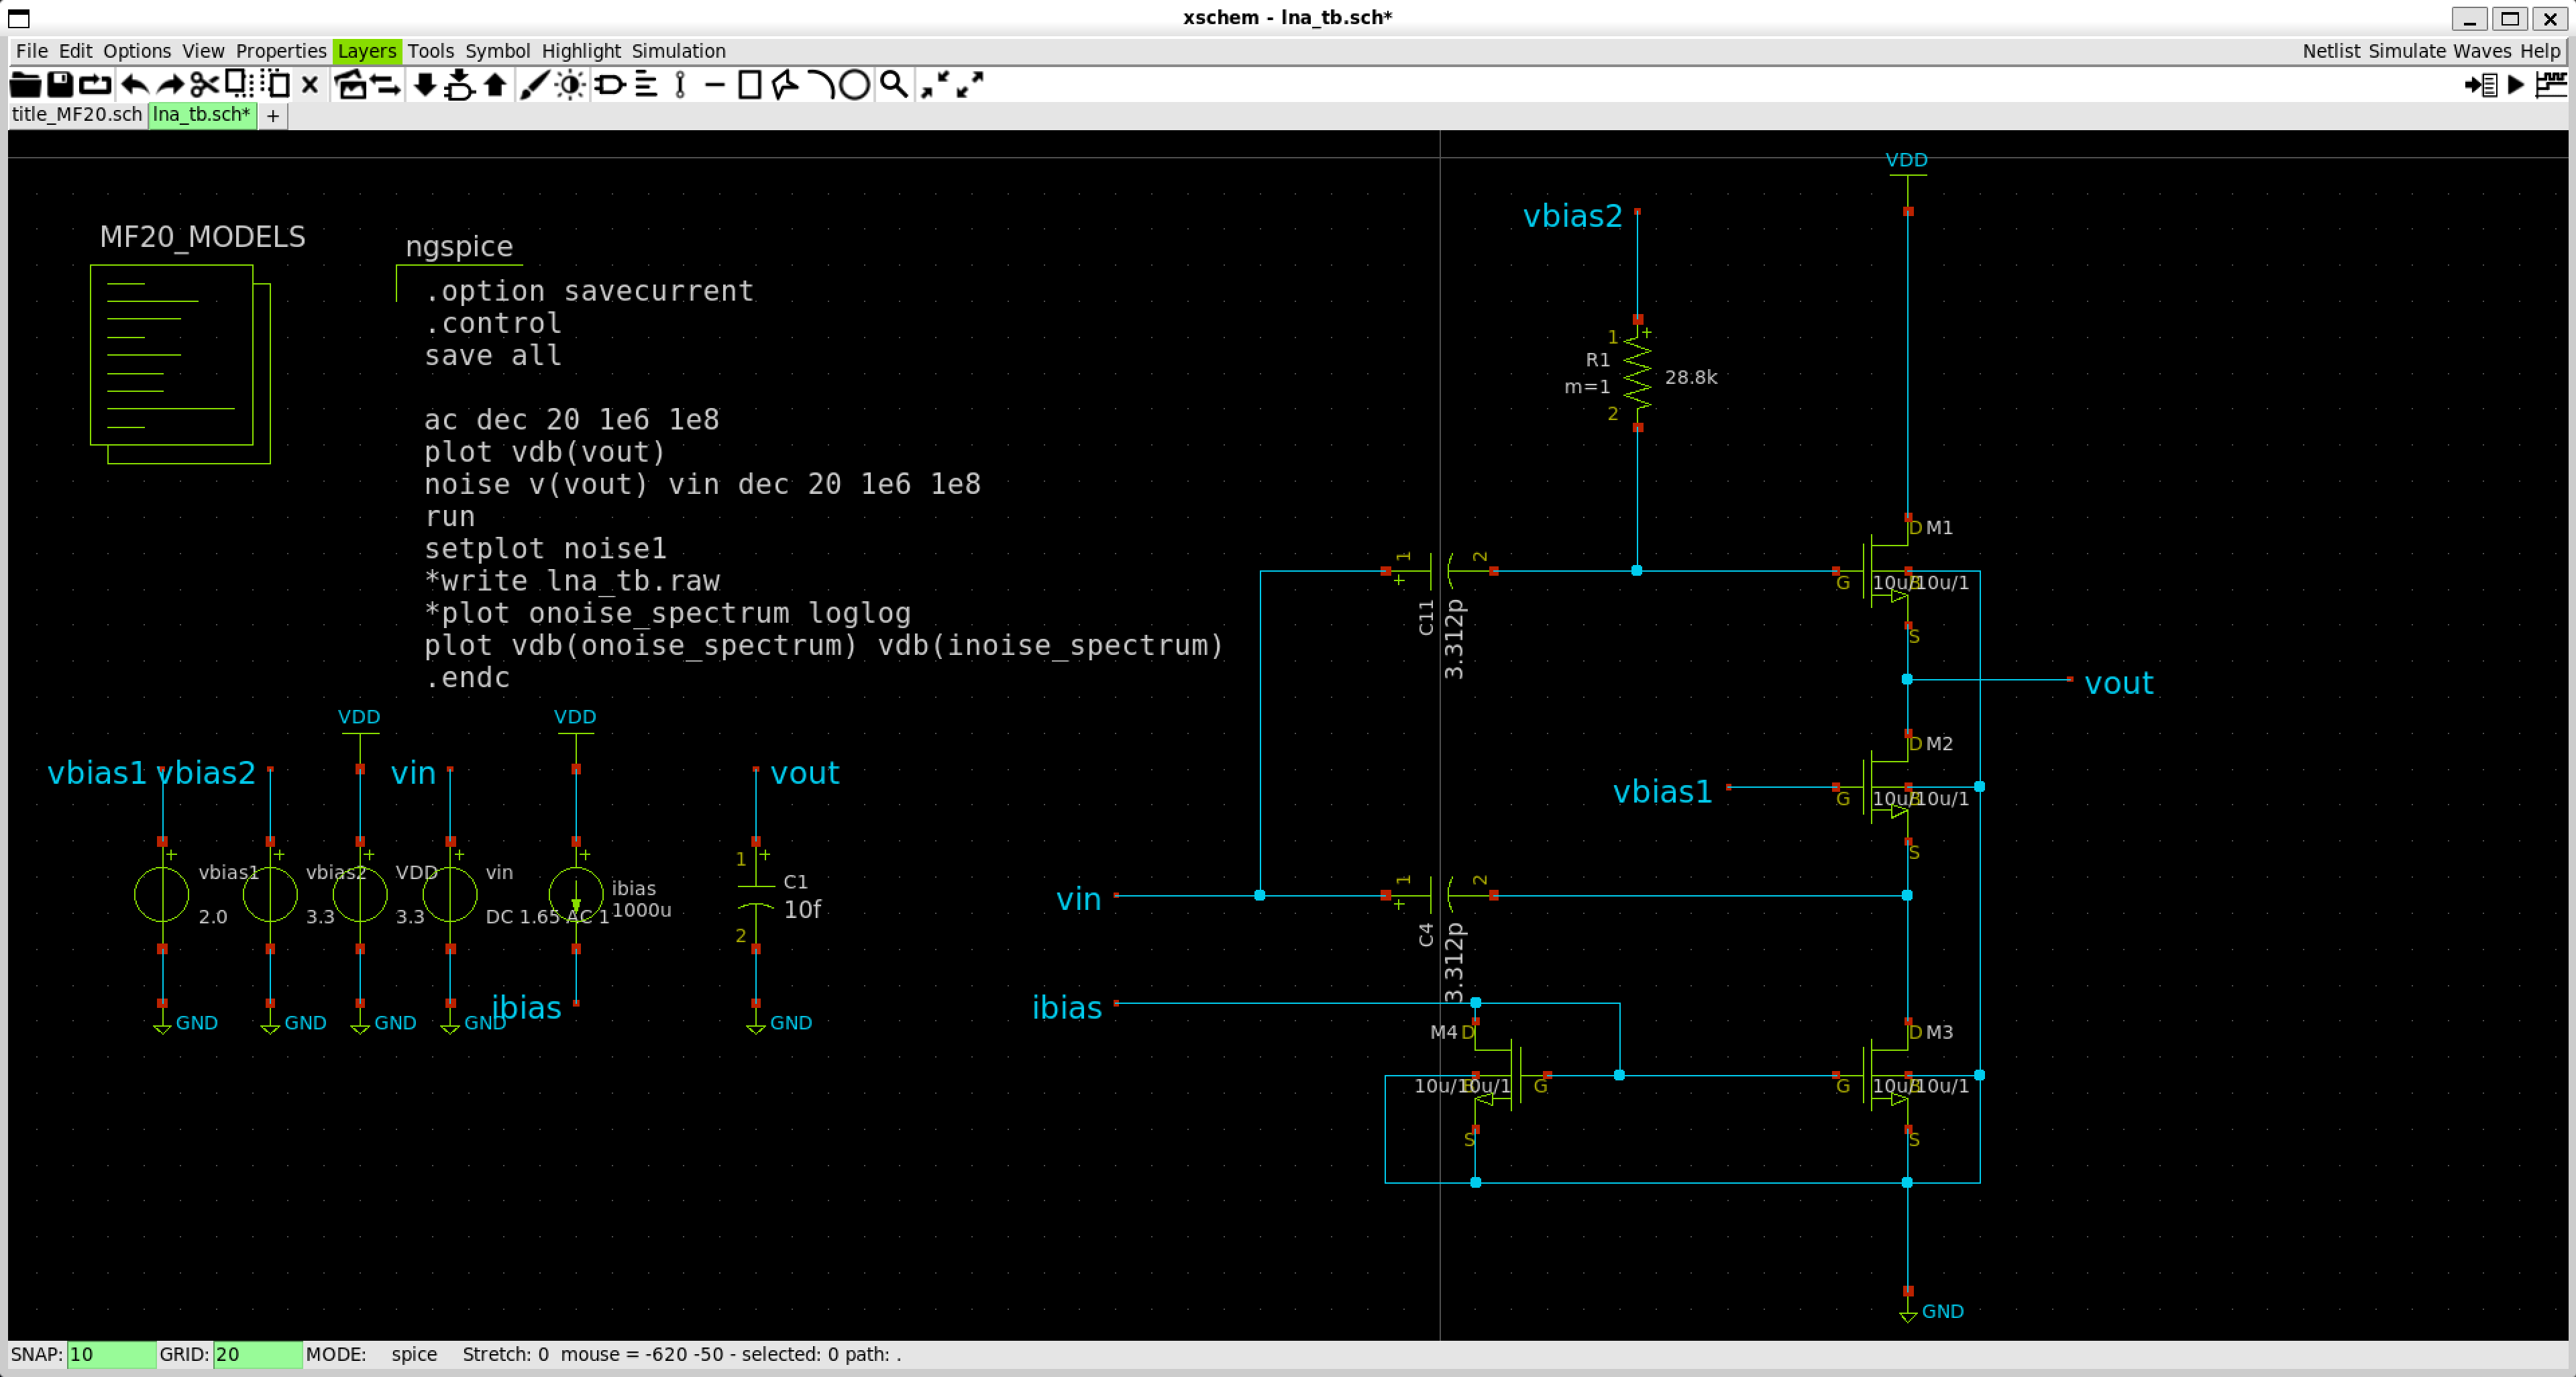 xschem - lna_tb.sch*
File Edit Options View Properties Layers Tools Symbol Highlight Simulation Netlist Simulate Waves Help
title_MF20.sch lna_tb.sch* +
MF20_MODELS
ngspice
.option savecurrent
.control
save all
ac dec 20 1e6 1e8
plot vdb(vout)
noise v(vout) vin dec 20 1e6 1e8
run
setplot noise1
*write lna_tb.raw
*plot onoise_spectrum loglog
plot vdb(onoise_spectrum) vdb(inoise_spectrum)
.endc
VDD
VDD
vbias1
vbias2
vin
vout
vbias1
2.0
vbias2
3.3
VDD
3.3
vin
DC 1.65 AC 1
ibias
1000u
1
C1
10f
2
ibias
GND
GND
GND
GND
GND
VDD
vbias2
1
R1
m=1
28.8k
2
D M1
1
2
G
10u/10u/1
C11
3.312p
S
vout
D M2
vbias1
G
10u/10u/1
S
vin
1
2
C4
3.312p
ibias
M4 D
D M3
10u/10u/1
G
G
10u/10u/1
S
S
GND
SNAP: 10 GRID: 20 MODE: spice Stretch: 0 mouse = -620 -50 - selected: 0 path: .